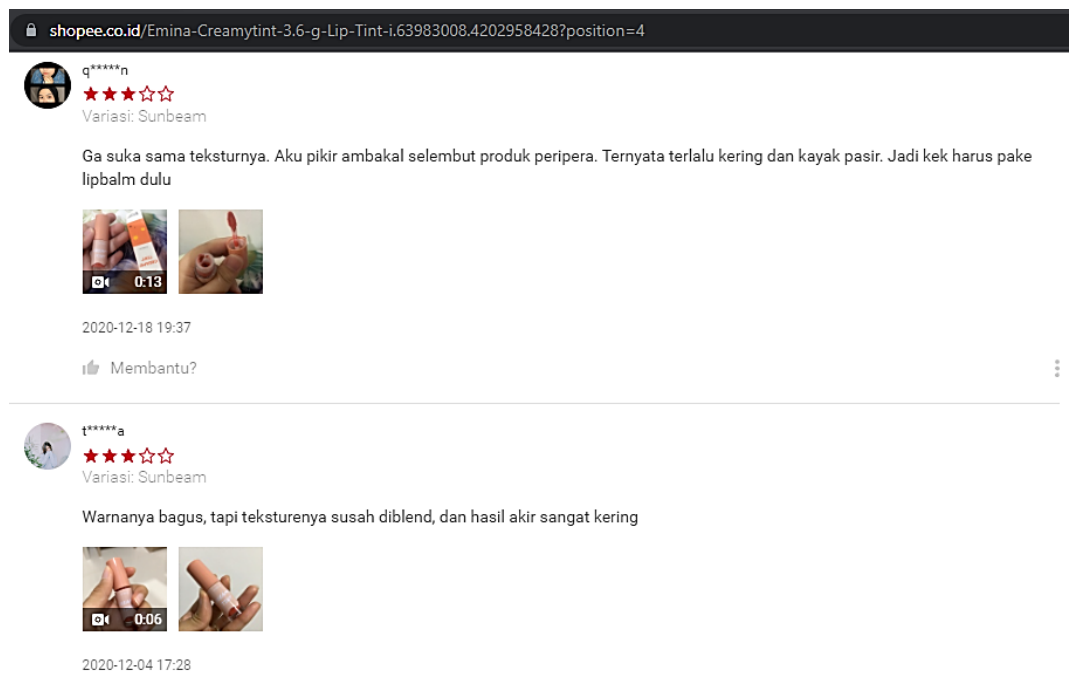 shopee.co.id/Emina-Creamytint-3.6-g-Lip-Tint-i.63983008.4202958428?position=4
q*****n
Variasi: Sunbeam
Ga suka sama teksturnya. Aku pikir ambakal selembut produk peripera. Ternyata terlalu kering dan kayak pasir. Jadi kek harus pake
lipbalm dulu
0:13
2020-12-18 19:37
Membantu?
t*****a
Variasi: Sunbeam
Warnanya bagus, tapi teksturenya susah diblend, dan hasil akir sangat kering
0:06
2020-12-04 17:28